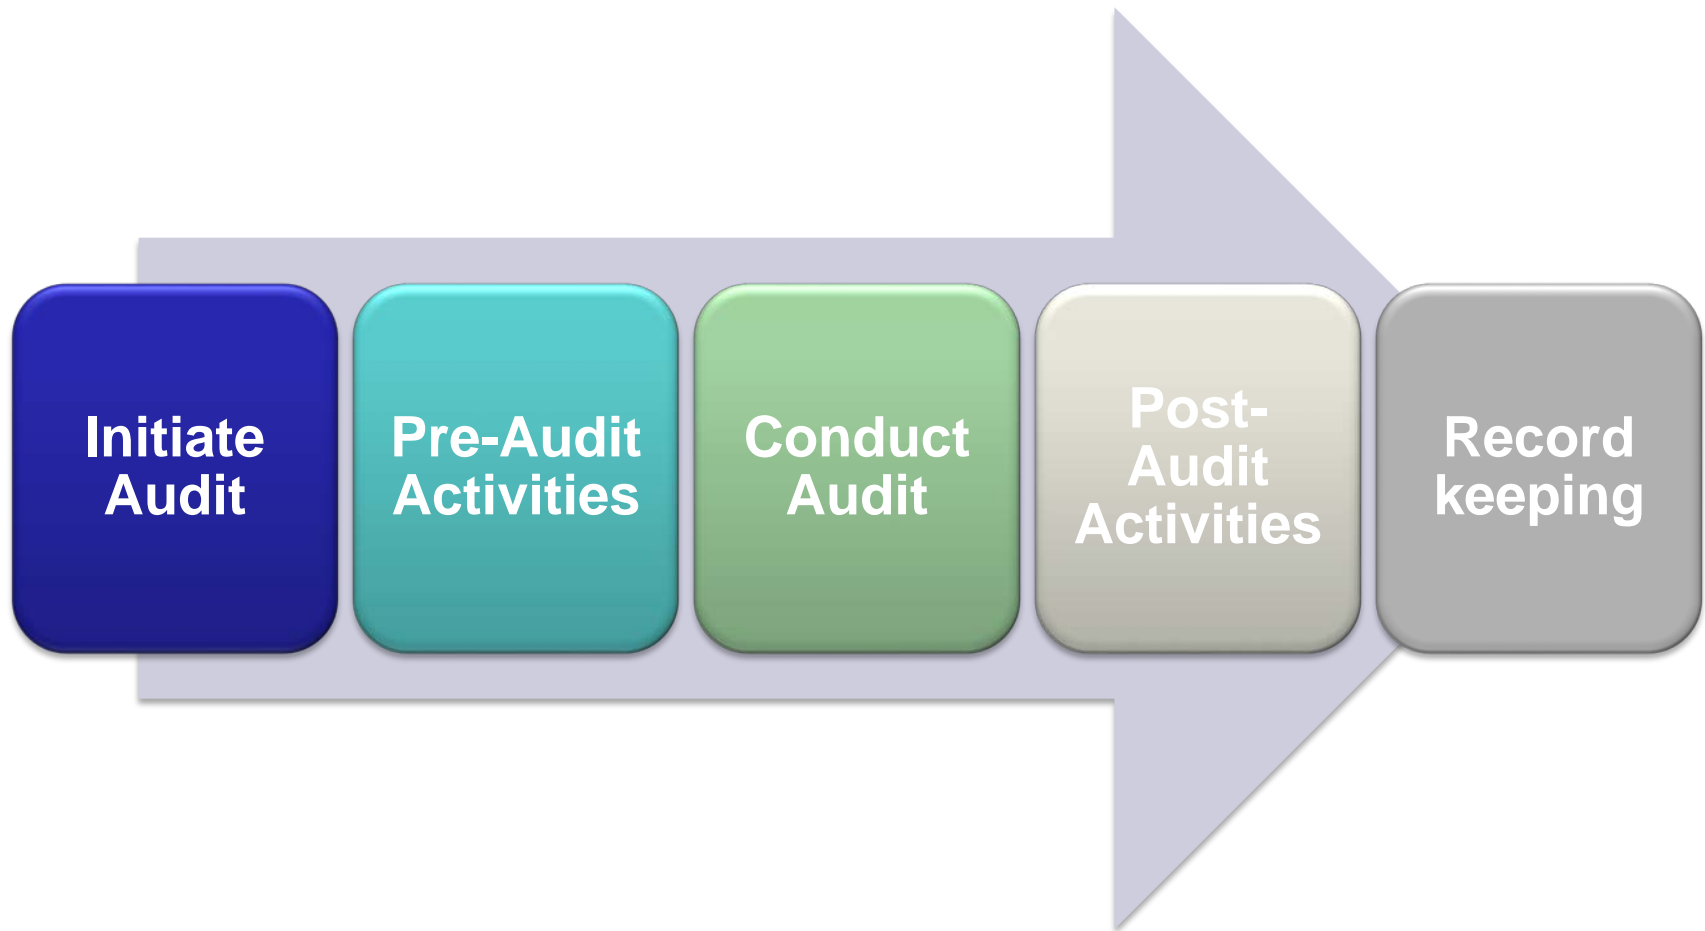 Initiate
Audit
Pre-Audit
Activities
Conduct
Audit
Post-
Audit
Activities
Record
keeping